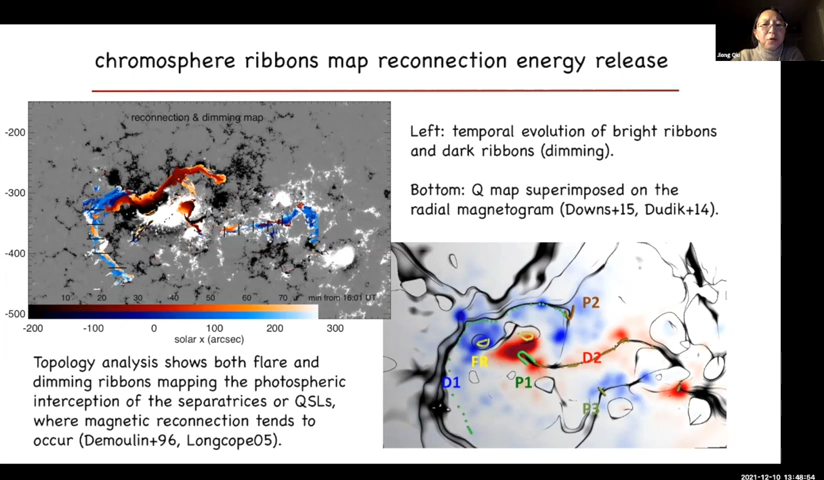 Jiong Qiu
chromosphere ribbons map reconnection energy release
reconnection & dimming map
-200
-300
-400
-500
10 20 30 40 50 60 70 min from 16:01 UT
-200 -100 0 100 200 300
solar x (arcsec)
Left: temporal evolution of bright ribbons
and dark ribbons (dimming).
Bottom: Q map superimposed on the
radial magnetogram (Downs+15, Dudik+14).
P2
FR
D2
D1
P1
P3
Topology analysis shows both flare and
dimming ribbons mapping the photospheric
interception of the separatrices or QSLs,
where magnetic reconnection tends to
occur (Demoulin+96, Longcope05).
2021-12-10 13:48:54